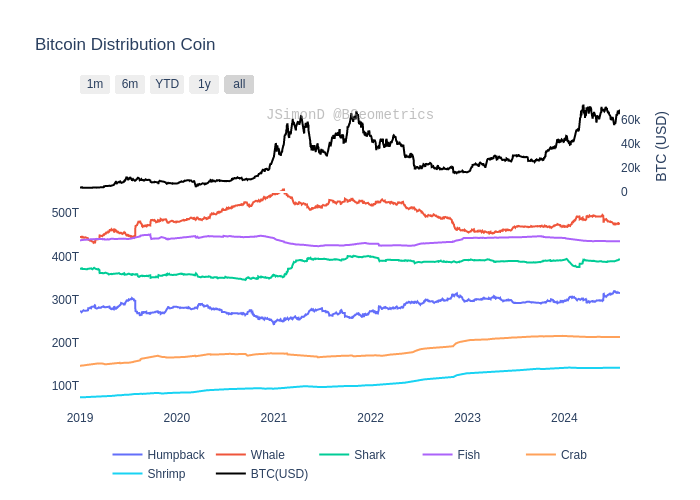 Bitcoin Distribution Coin
1m 6m YTD 1y all
JSimonD @BGeometrics
60k
40k
20k
0
BTC (USD)
500T
400T
300T
200T
100T
2019 2020 2021 2022 2023 2024
Humpback Whale Shark Fish Crab
Shrimp BTC(USD)